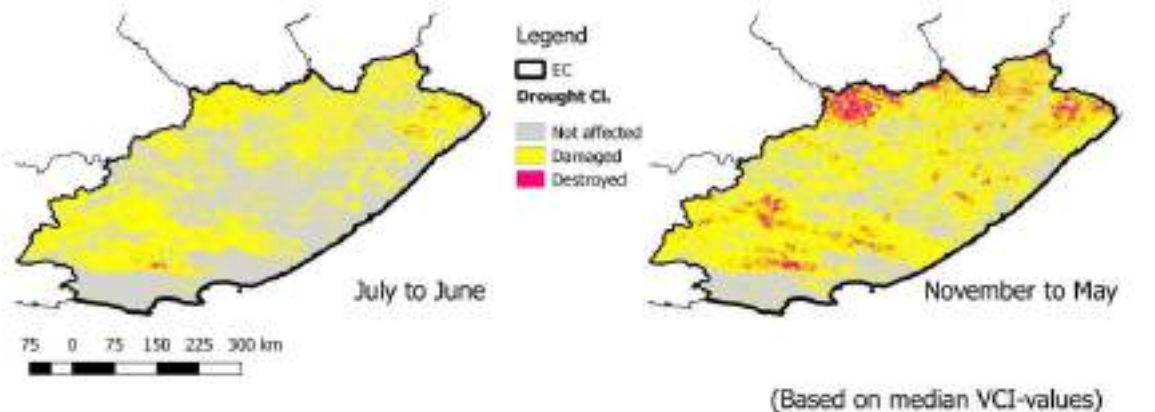 Legend
EC
Drought Cl.
Not affected
Damaged
Destroyed
July to June
November to May
75 0 75 150 225 300 km
(Based on median VCI-values)